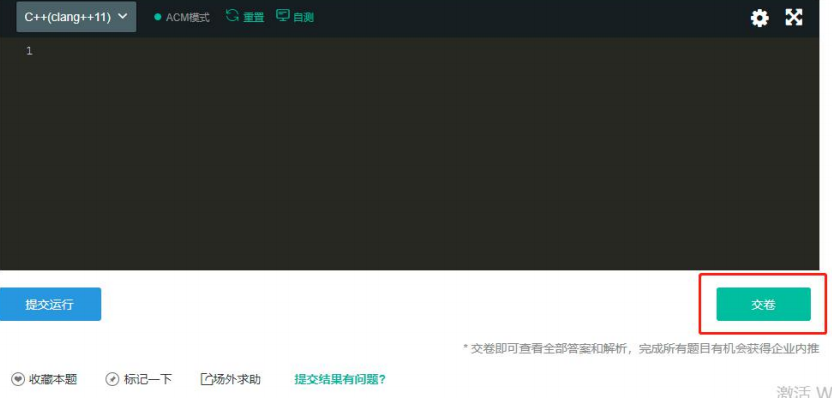 C++(clang++11) ACM模式 重置 自测
1
提交运行 交卷
* 交卷即可查看全部答案和解析，完成所有题目有机会获得企业内推
收藏本题 标记一下 场外求助 提交结果有问题?
激活 W